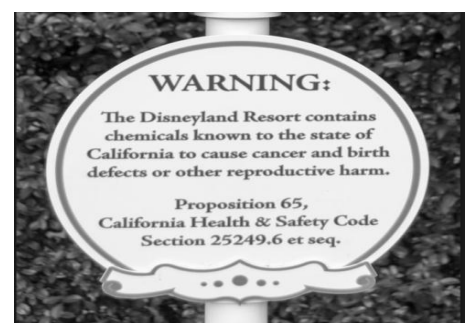 WARNING:
The Disneyland Resort contains
chemicals known to the state of
California to cause cancer and birth
defects or other reproductive harm.
Proposition 65,
California Health & Safety Code
Section 25249.6 et seq.